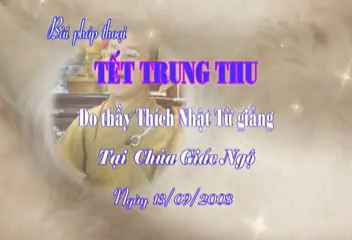 Bài pháp thoại
TẾT TRUNG THU
Do thầy Thích Nhật Từ giảng
Tại Chùa Giác Ngộ
Ngày 13/09/2003